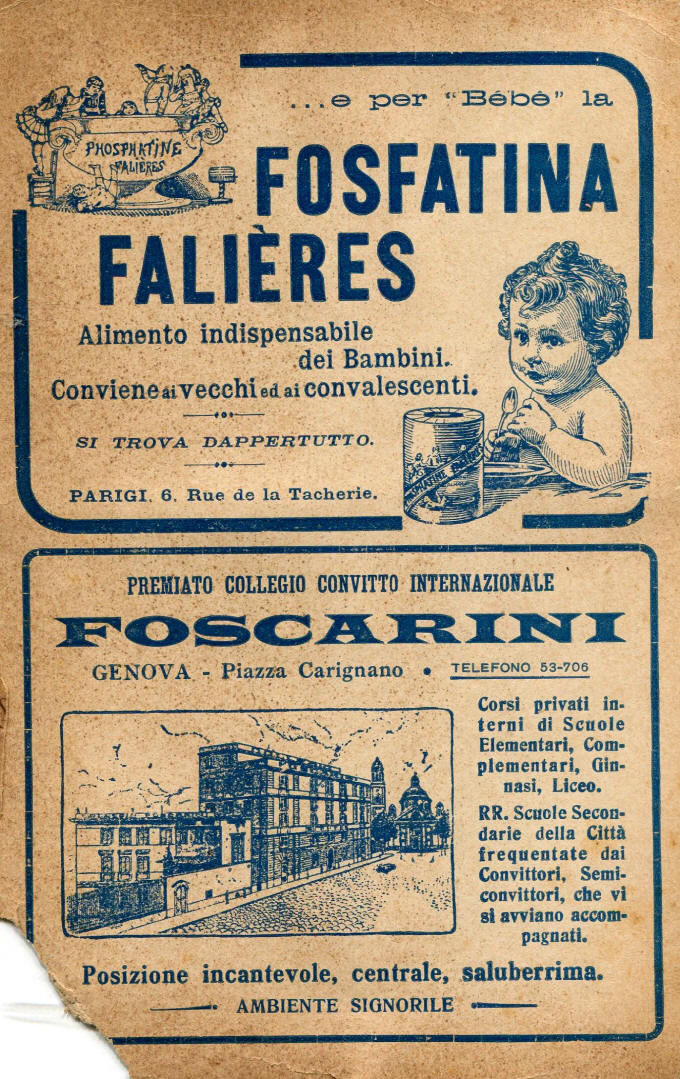 ...e per "Bébé" la
PHOSPHATINE
FALIÈRES
FOSFATINA
FALIÈRES
Alimento indispensabile
dei Bambini.
Conviene ai vecchi ed ai convalescenti.
SI TROVA DAPPERTUTTO.
PARIGI, 6, Rue de la Tacherie.
PREMIATO COLLEGIO CONVITTO INTERNAZIONALE
FOSCARINI
GENOVA - Piazza Carignano • TELEFONO 53-706
Corsi privati in-
terni di Scuole
Elementari, Com-
plementari, Gin-
nasi, Liceo.
RR. Scuole Secon-
darie della Città
frequentate dai
Convittori, Semi-
convittori, che vi
si avviano accom-
pagnati.
Posizione incantevole, centrale, saluberrima.
AMBIENTE SIGNORILE